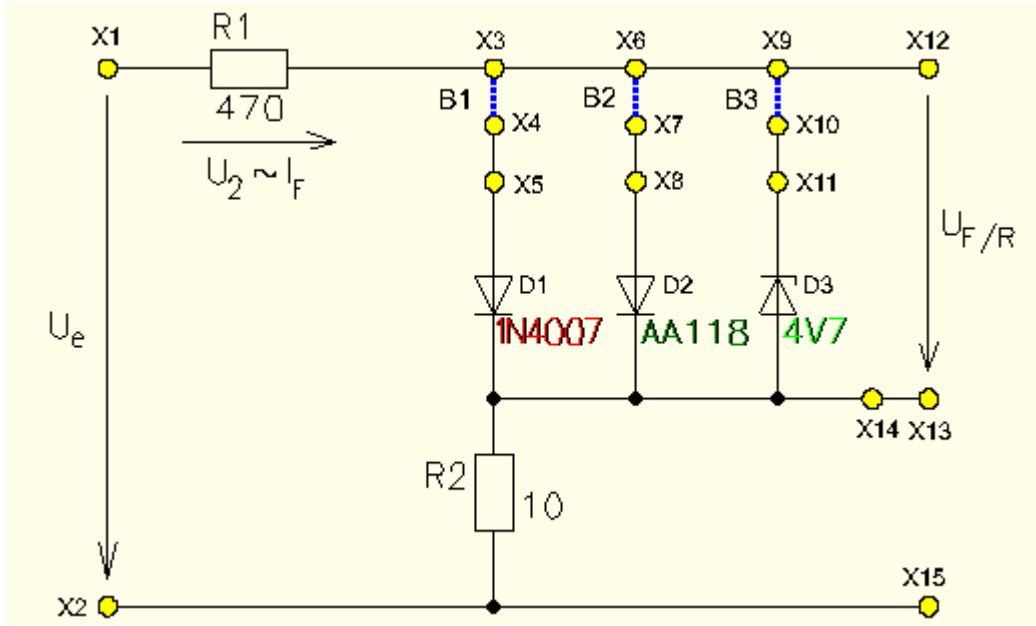 X1 R1 X3 X6 X9 X12
470 B1 B2 B3
X4 X7 X10
U2 ~ IF
X5 X8 X11
UF/R
D1 D2 D3
Ue 1N4007 AA118 4V7
X14 X13
R2 10
X2 X15